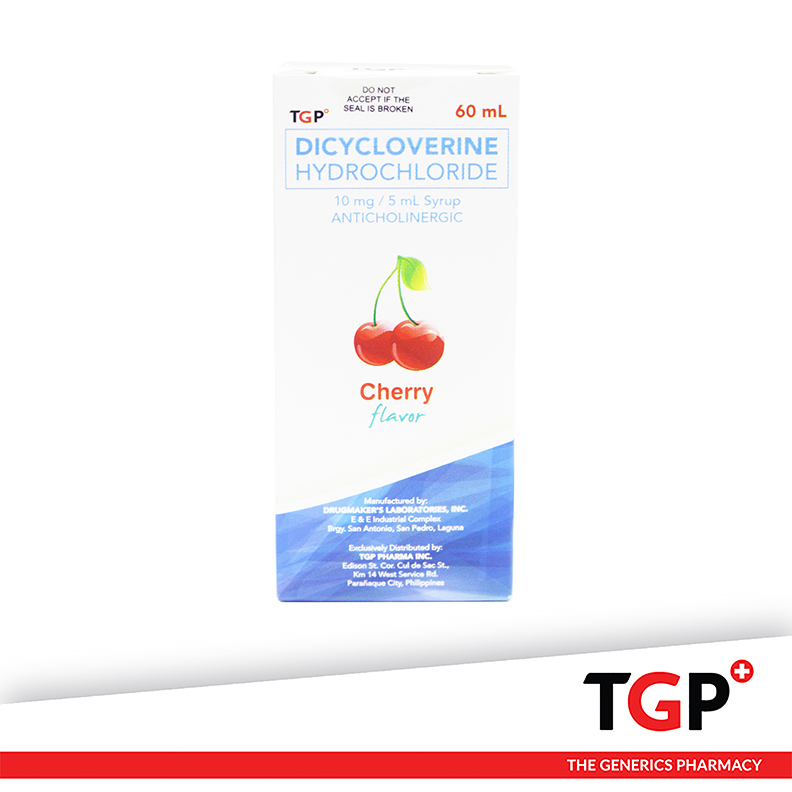 DO NOT
ACCEPT IF THE
SEAL IS BROKEN
TGP
60 mL
DICYCLOVERINE
HYDROCHLORIDE
10 mg / 5 mL Syrup
ANTICHOLINERGIC
Cherry
flavor
Manufactured by:
DRUGMAKER'S LABORATORIES, INC.
E & E Industrial Complex
Brgy. San Antonio, San Pedro, Laguna
Exclusively Distributed by:
TGP PHARMA INC.
Edison St. Cor. Cul de Sac St.,
Km 14 West Service Rd.
Parañaque City, Philippines
TGP
THE GENERICS PHARMACY